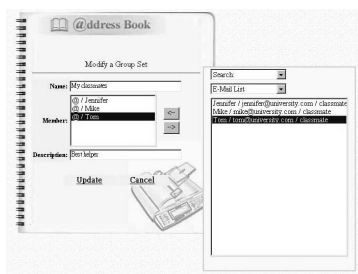 @ddress Book
Modify a Group Set
Name: My classmates
Member:
@ / Jennifer
@ / Mike
@ / Tom
<-
->
Description: Best helper
Update Cancel
Search:
E-Mail List
Jennifer / jennifer@university.com / classmate
Mike / mike@university.com / classmate
Tom / tom@university.com / classmate